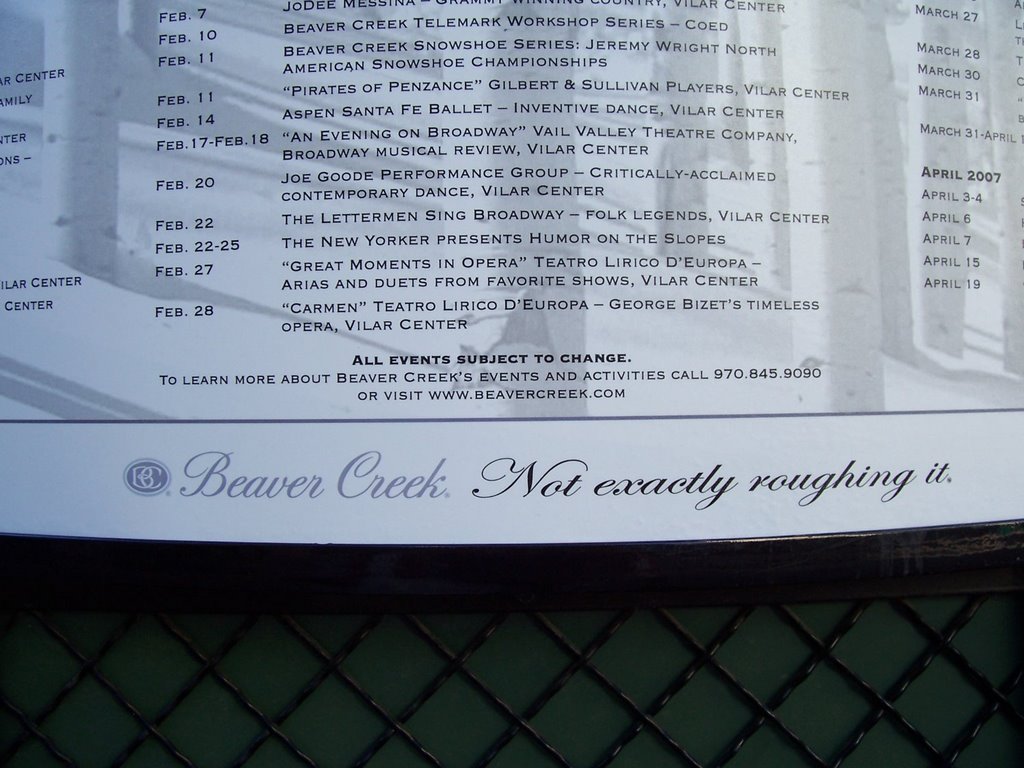 AR CENTER
AMILY
NTER
ONS –
ILAR CENTER
CENTER
FEB. 7 JODEE MESSINA – GRAMMY WINNING COUNTRY, VILAR CENTER
FEB. 10 BEAVER CREEK TELEMARK WORKSHOP SERIES – COED
FEB. 11 BEAVER CREEK SNOWSHOE SERIES: JEREMY WRIGHT NORTH
AMERICAN SNOWSHOE CHAMPIONSHIPS
FEB. 11 “PIRATES OF PENZANCE” GILBERT & SULLIVAN PLAYERS, VILAR CENTER
FEB. 14 ASPEN SANTA FE BALLET – INVENTIVE DANCE, VILAR CENTER
FEB.17-FEB.18 “AN EVENING ON BROADWAY” VAIL VALLEY THEATRE COMPANY,
BROADWAY MUSICAL REVIEW, VILAR CENTER
FEB. 20 JOE GOODE PERFORMANCE GROUP – CRITICALLY-ACCLAIMED
CONTEMPORARY DANCE, VILAR CENTER
FEB. 22 THE LETTERMEN SING BROADWAY – FOLK LEGENDS, VILAR CENTER
FEB. 22-25 THE NEW YORKER PRESENTS HUMOR ON THE SLOPES
FEB. 27 “GREAT MOMENTS IN OPERA” TEATRO LIRICO D’EUROPA –
ARIAS AND DUETS FROM FAVORITE SHOWS, VILAR CENTER
FEB. 28 “CARMEN” TEATRO LIRICO D’EUROPA – GEORGE BIZET’S TIMELESS
OPERA, VILAR CENTER
MARCH 27
MARCH 28
MARCH 30
MARCH 31
MARCH 31-APRIL
APRIL 2007
APRIL 3-4
APRIL 6
APRIL 7
APRIL 15
APRIL 19
ALL EVENTS SUBJECT TO CHANGE.
TO LEARN MORE ABOUT BEAVER CREEK’S EVENTS AND ACTIVITIES CALL 970.845.9090
OR VISIT WWW.BEAVERCREEK.COM
BC Beaver Creek® Not exactly roughing it.